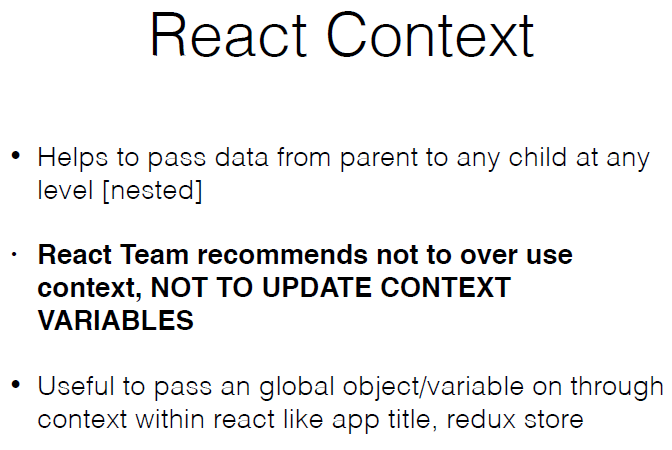 React Context
• Helps to pass data from parent to any child at any
level [nested]
• React Team recommends not to over use
context, NOT TO UPDATE CONTEXT
VARIABLES
• Useful to pass an global object/variable on through
context within react like app title, redux store